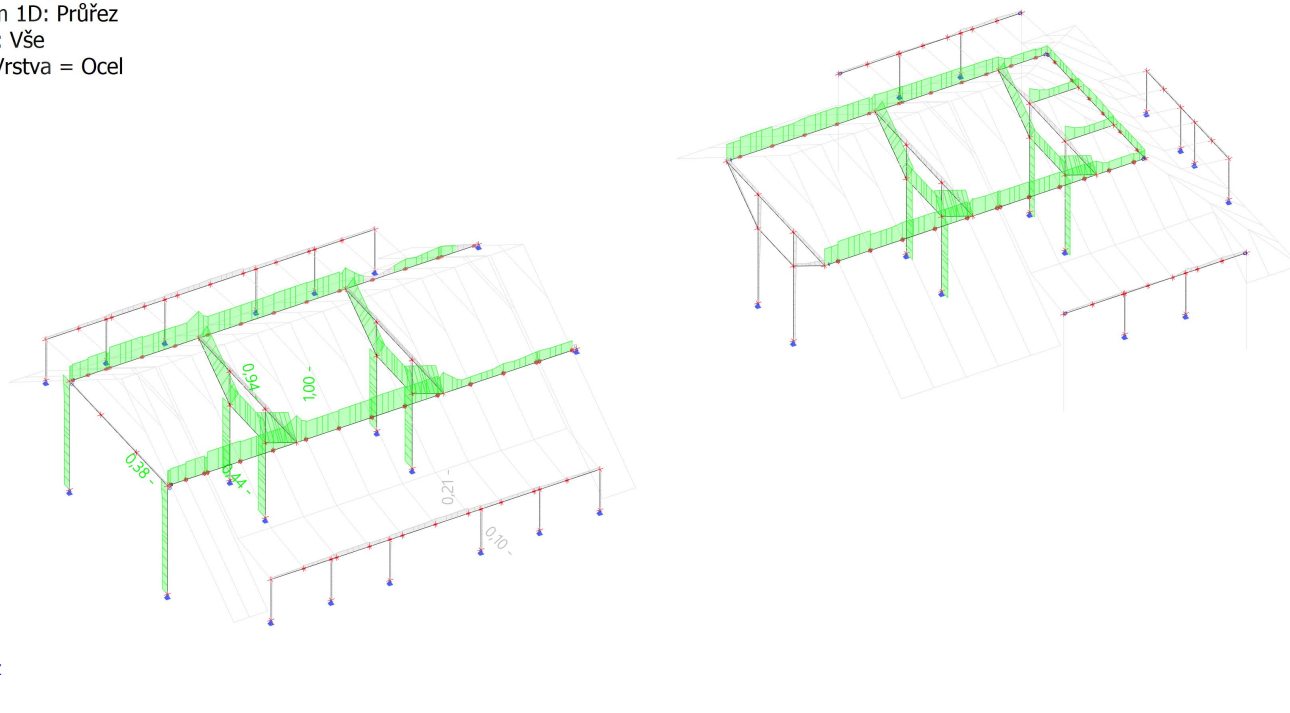 1D: Průřez
: Vše
Vrstva = Ocel
0,94 -
1,00 -
0,38 -
0,44 -
0,21 -
0,10 -